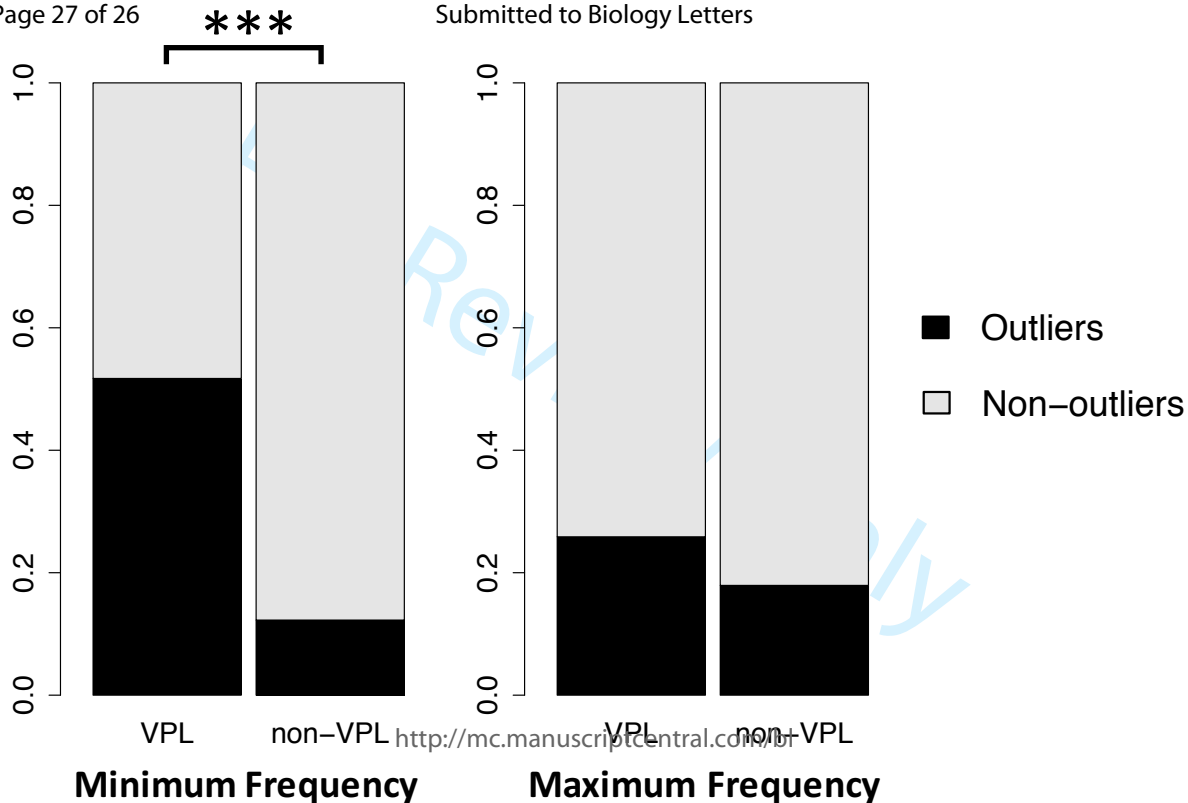 Page 27 of 26
Submitted to Biology Letters
***
1.0
0.8
0.6
0.4
0.2
0.0
VPL
non−VPL
Minimum Frequency
1.0
0.8
0.6
0.4
0.2
0.0
VPL
non−VPL
Maximum Frequency
Outliers
Non−outliers
http://mc.manuscriptcentral.com/bl